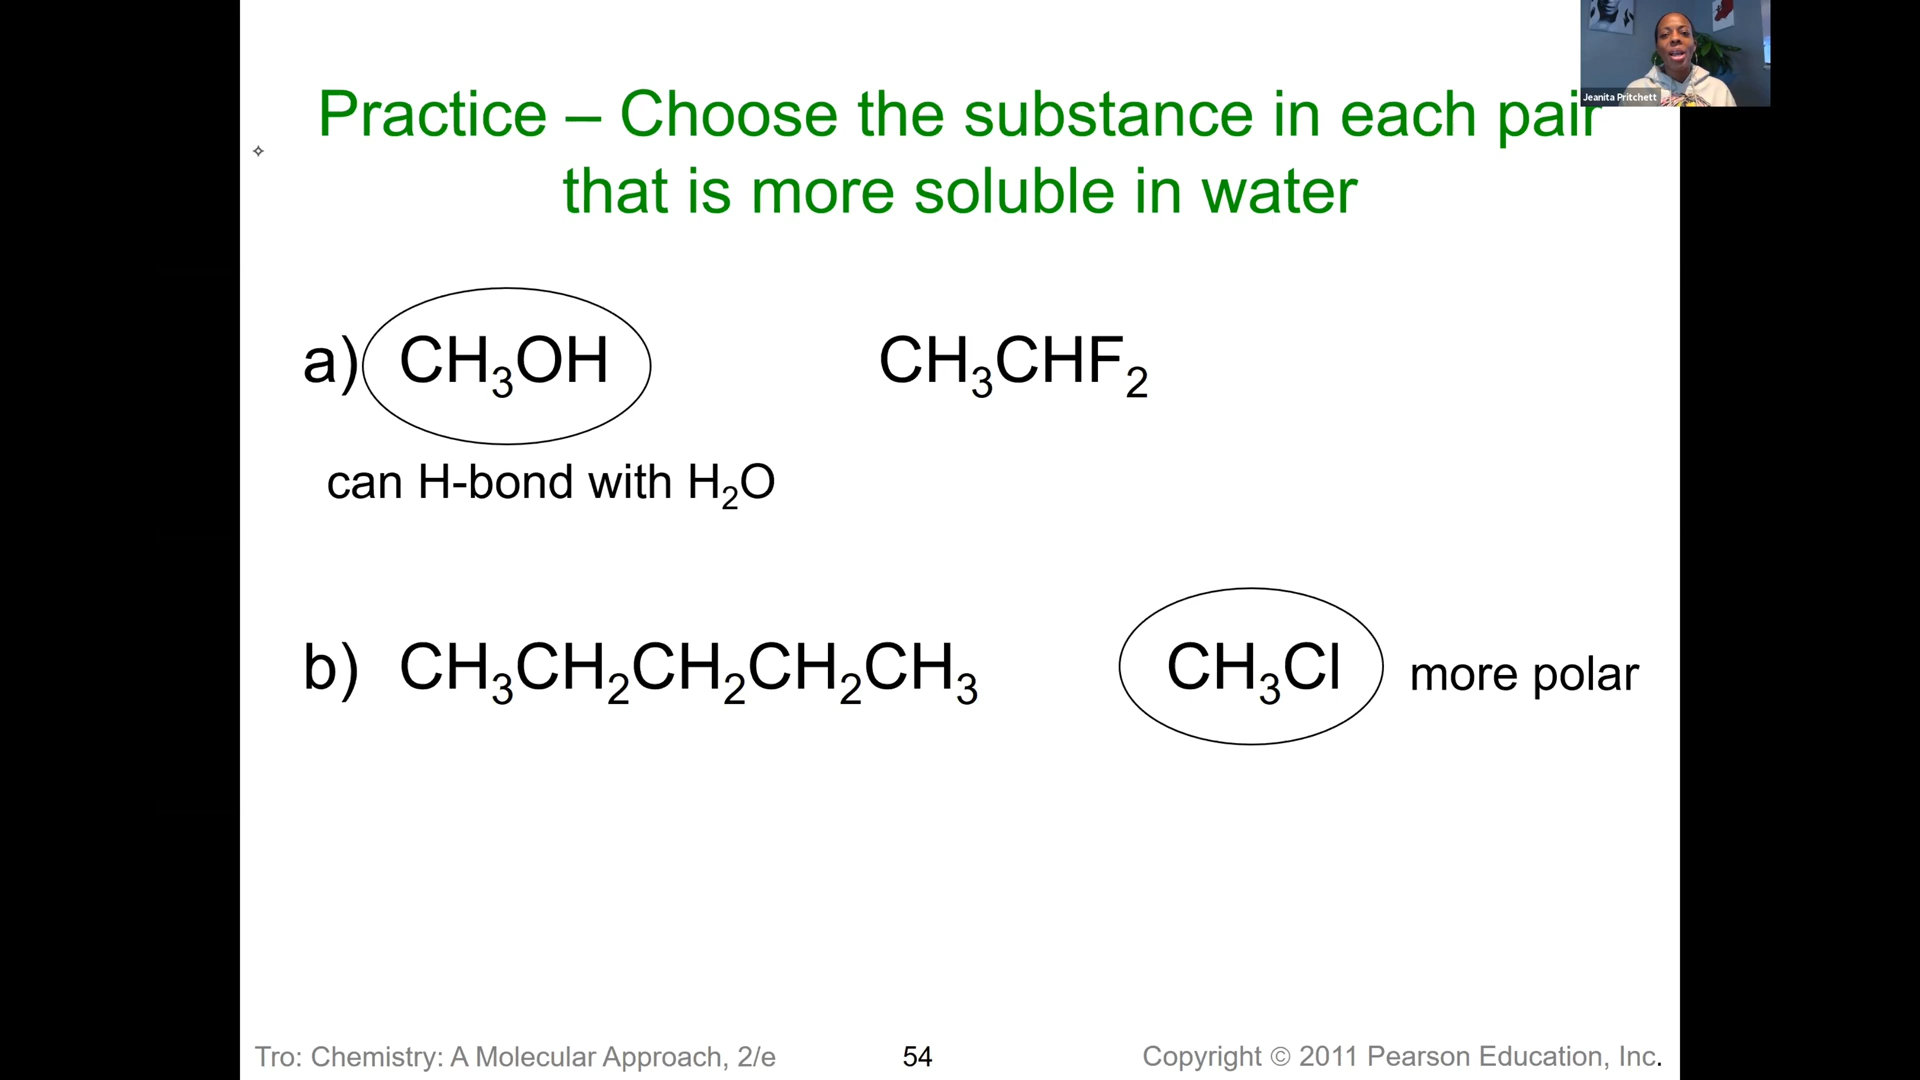 Jeanita Pritchett
Practice – Choose the substance in each pair
that is more soluble in water
a) CH₃OH CH₃CHF₂
can H-bond with H₂O
b) CH₃CH₂CH₂CH₂CH₃ CH₃Cl more polar
Tro: Chemistry: A Molecular Approach, 2/e 54 Copyright © 2011 Pearson Education, Inc.